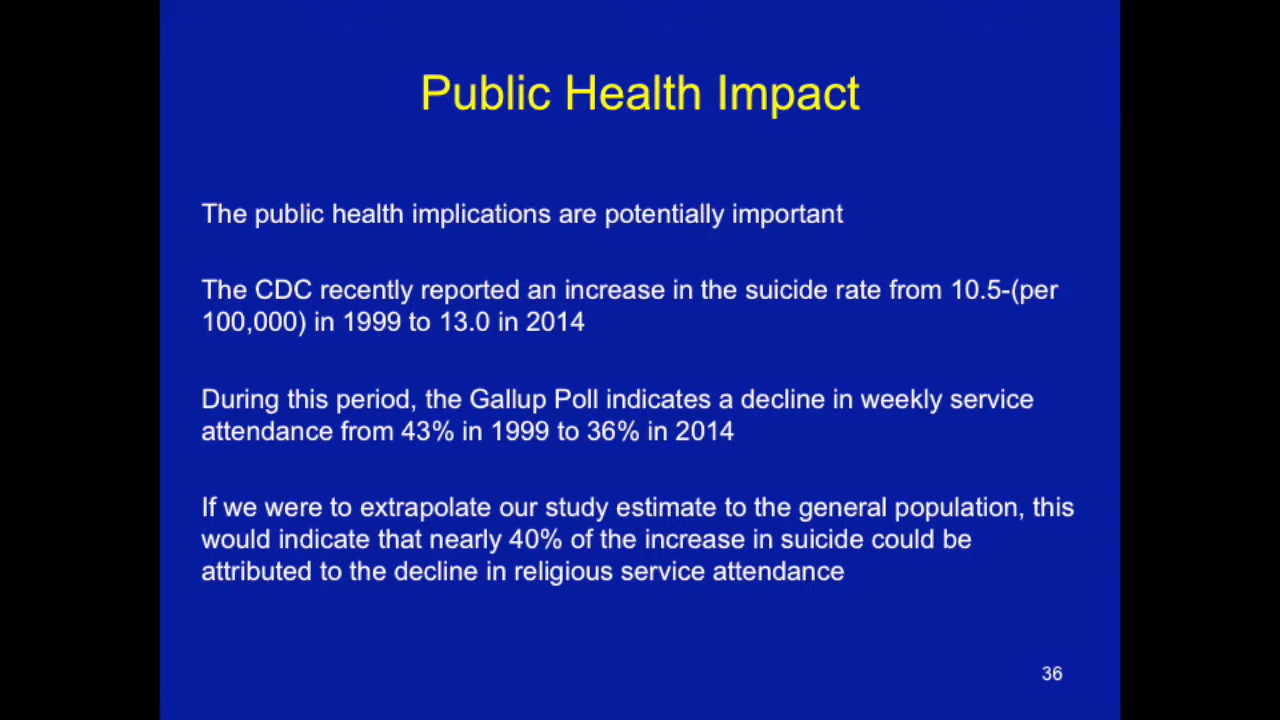 Public Health Impact
The public health implications are potentially important
The CDC recently reported an increase in the suicide rate from 10.5-(per
100,000) in 1999 to 13.0 in 2014
During this period, the Gallup Poll indicates a decline in weekly service
attendance from 43% in 1999 to 36% in 2014
If we were to extrapolate our study estimate to the general population, this
would indicate that nearly 40% of the increase in suicide could be
attributed to the decline in religious service attendance
36